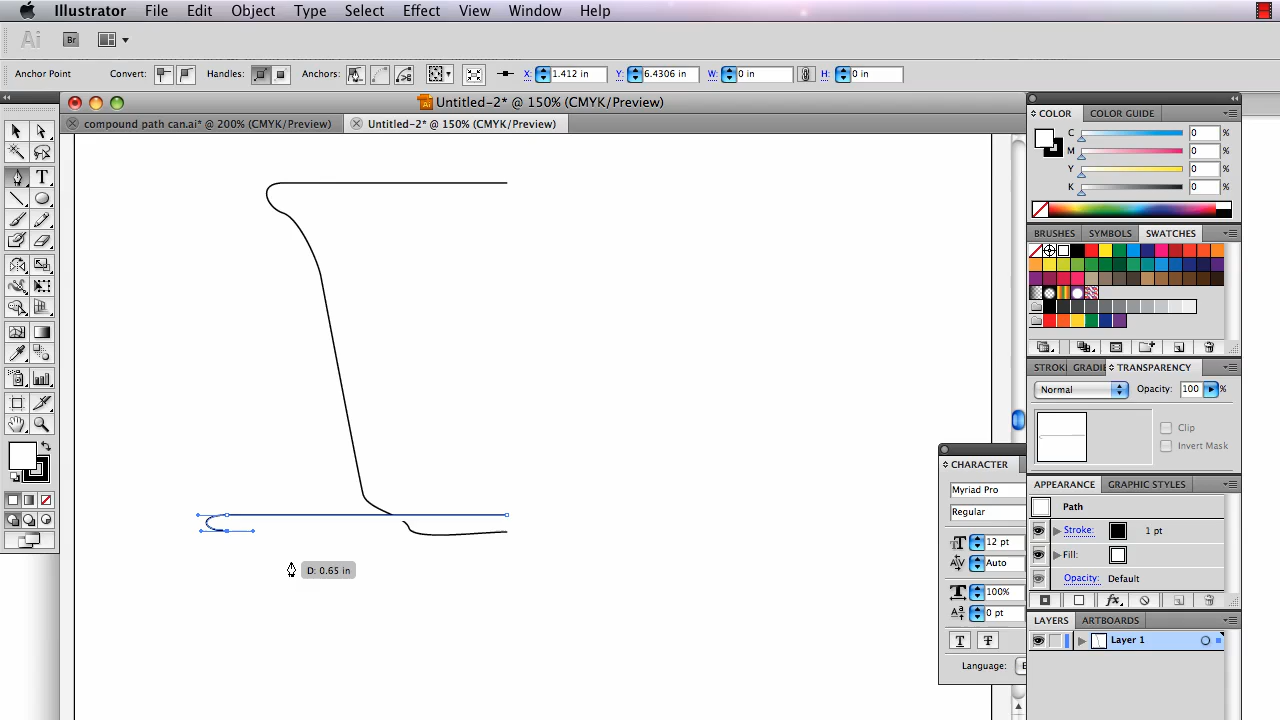 Illustrator File Edit Object Type Select Effect View Window Help
Ai Br
Anchor Point Convert: Handles: Anchors: X: 1.412 in Y: 6.4306 in W: 0 in H: 0 in
Untitled-2* @ 150% (CMYK/Preview)
compound path can.ai* @ 200% (CMYK/Preview) Untitled-2* @ 150% (CMYK/Preview)
COLOR COLOR GUIDE
C 0 %
M 0 %
Y 0 %
K 0 %
BRUSHES SYMBOLS SWATCHES
STROK GRADIE TRANSPARENCY
Normal Opacity: 100 %
Clip
Invert Mask
CHARACTER
Myriad Pro
Regular
12 pt
Auto
100%
0 pt
T T
Language: E
APPEARANCE GRAPHIC STYLES
Path
Stroke: 1 pt
Fill:
Opacity: Default
fx
LAYERS ARTBOARDS
Layer 1
D: 0.65 in